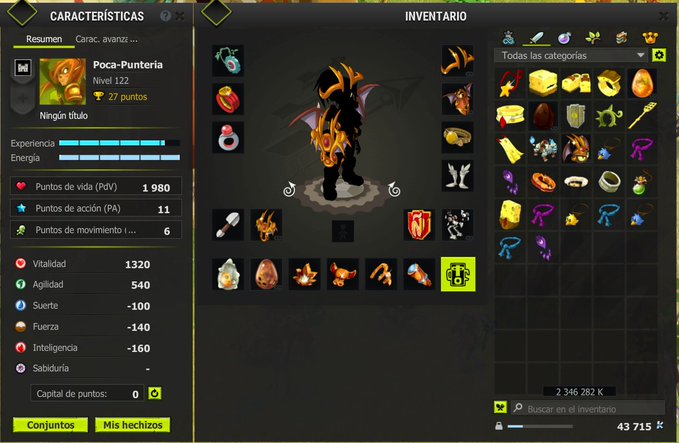 CARACTERÍSTICAS
Resumen
Carac. avanza ...
Poca-Punteria
Nivel 122
27 puntos
Ningún título
Experiencia
Energía
Puntos de vida (PdV) 1 980
Puntos de acción (PA) 11
Puntos de movimiento (... 6
Vitalidad 1320
Agilidad 540
Suerte -100
Fuerza -140
Inteligencia -160
Sabiduría -
Capital de puntos: 0
Conjuntos
Mis hechizos
INVENTARIO
Todas las categorías
2 346 282 K
Buscar en el inventario
43 715